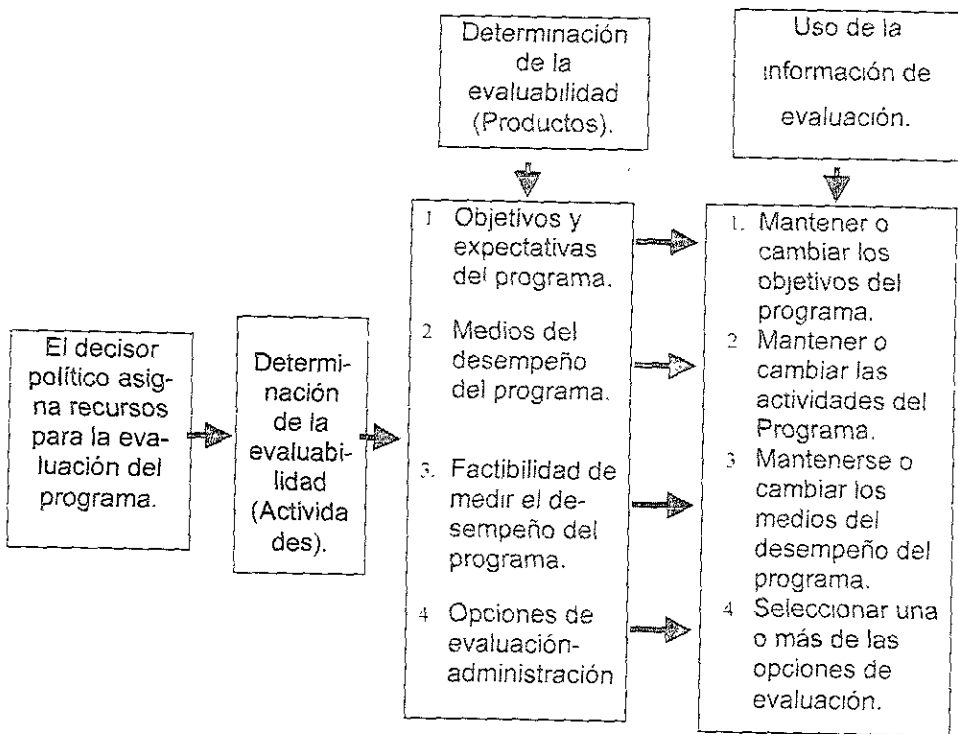 Determinación
de la
evaluabilidad
(Productos).
Uso de la
información de
evaluación.
El decisor
político asig-
na recursos
para la eva-
luación del
programa.
Determi-
nación
de la
evaluabi-
lidad
(Activida
des).
1 Objetivos y
expectativas
del programa.
2 Medios del
desempeño
del programa.
3. Factibilidad de
medir el de-
sempeño del
programa.
4 Opciones de
evaluación-
administración
1. Mantener o
cambiar los
objetivos del
programa.
2 Mantener o
cambiar las
actividades del
Programa.
3 Mantenerse o
cambiar los
medios del
desempeño del
programa.
4 Seleccionar una
o más de las
opciones de
evaluación.